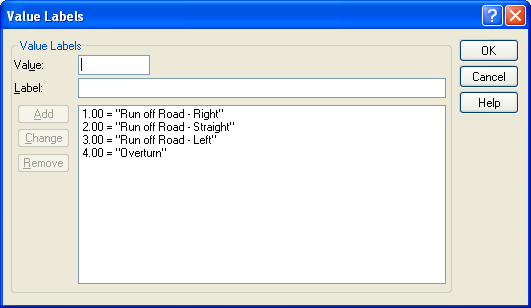 Value Labels
?
Value Labels
OK
Value:
Cancel
Label:
Help
Add
1.00 = "Run off Road - Right"
2.00 = "Run off Road - Straight"
Change
3.00 = "Run off Road - Left"
4.00 = "Overturn"
Remove